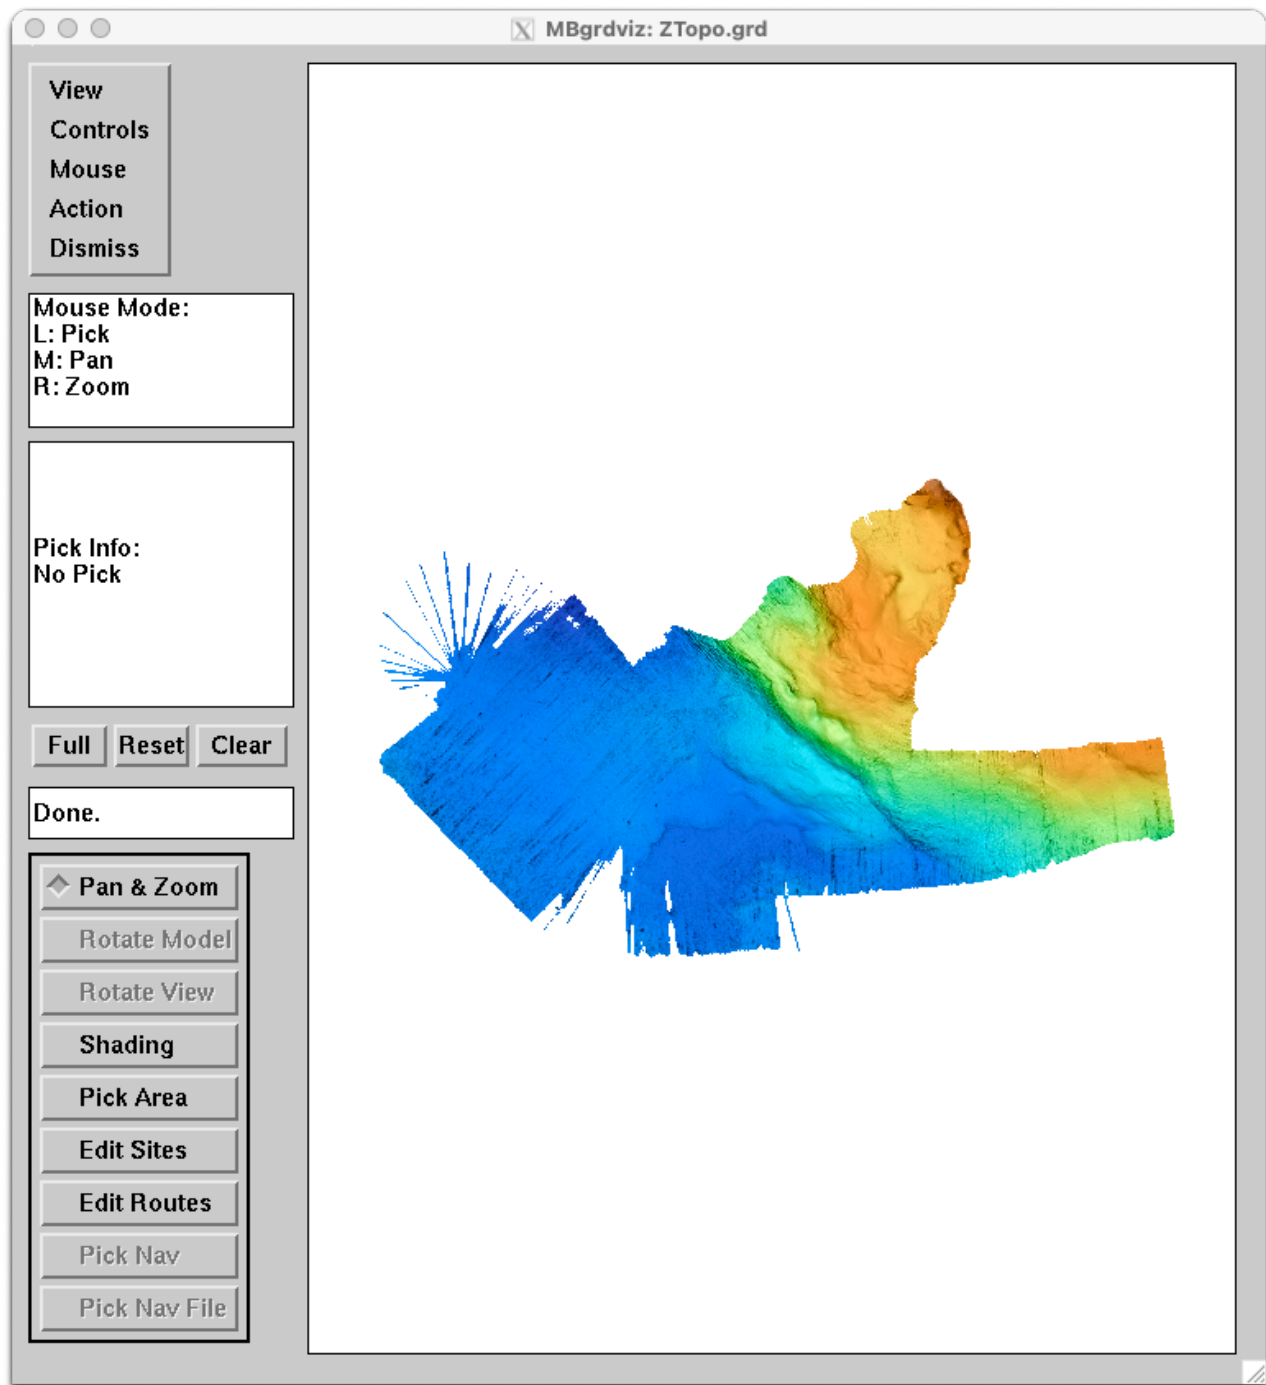 MBgrdviz: ZTopo.grd
View
Controls
Mouse
Action
Dismiss
Mouse Mode:
L: Pick
M: Pan
R: Zoom
Pick Info:
No Pick
Full Reset Clear
Done.
Pan & Zoom
Rotate Model
Rotate View
Shading
Pick Area
Edit Sites
Edit Routes
Pick Nav
Pick Nav File